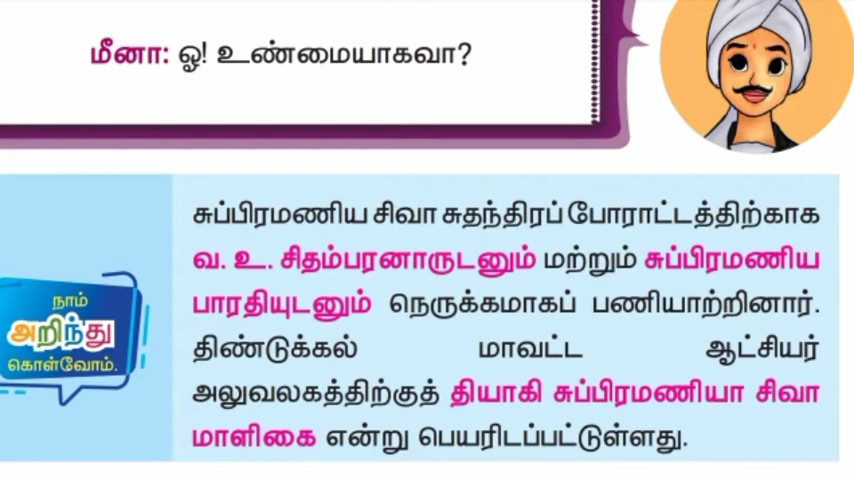 மீனா: ஓ! உண்மையாகவா?
சுப்பிரமணிய சிவா சுதந்திரப் போராட்டத்திற்காக
வ. உ. சிதம்பரனாருடனும் மற்றும் சுப்பிரமணிய
பாரதியுடனும் நெருக்கமாகப் பணியாற்றினார்.
திண்டுக்கல் மாவட்ட ஆட்சியர்
அலுவலகத்திற்குத் தியாகி சுப்பிரமணியா சிவா
மாளிகை என்று பெயரிடப்பட்டுள்ளது.
நாம்
அறிந்து
கொள்வோம்.